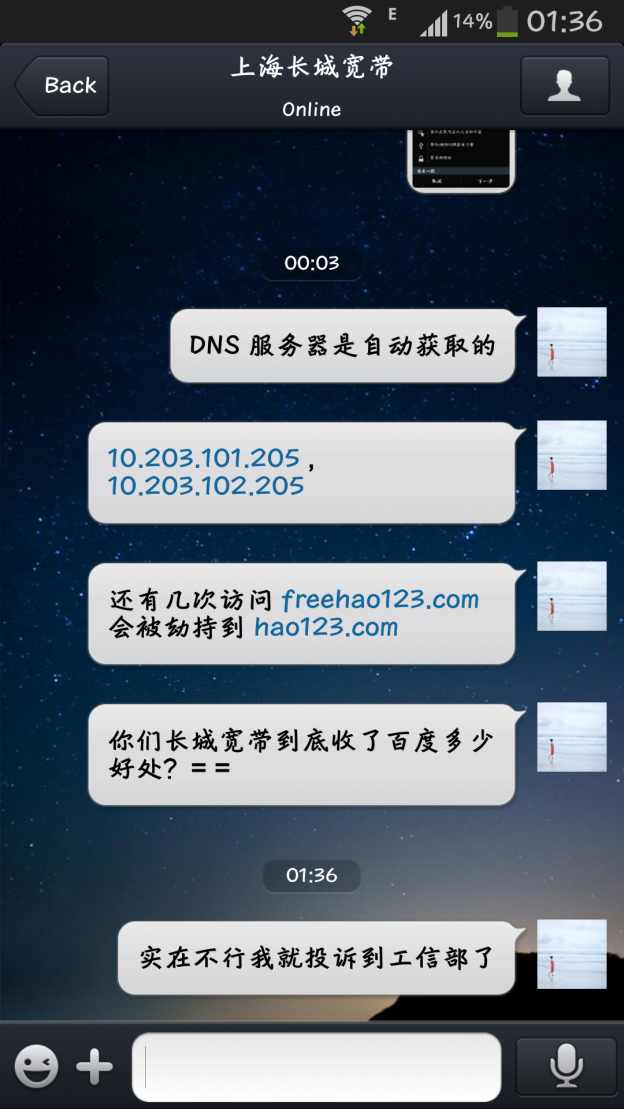 E 14% 01:36
Back
上海长城宽带
Online
00:03
DNS 服务器是自动获取的
10.203.101.205 ,
10.203.102.205
还有几次访问 freehao123.com
会被劫持到 hao123.com
你们长城宽带到底收了百度多少
好处? = =
01:36
实在不行我就投诉到工信部了